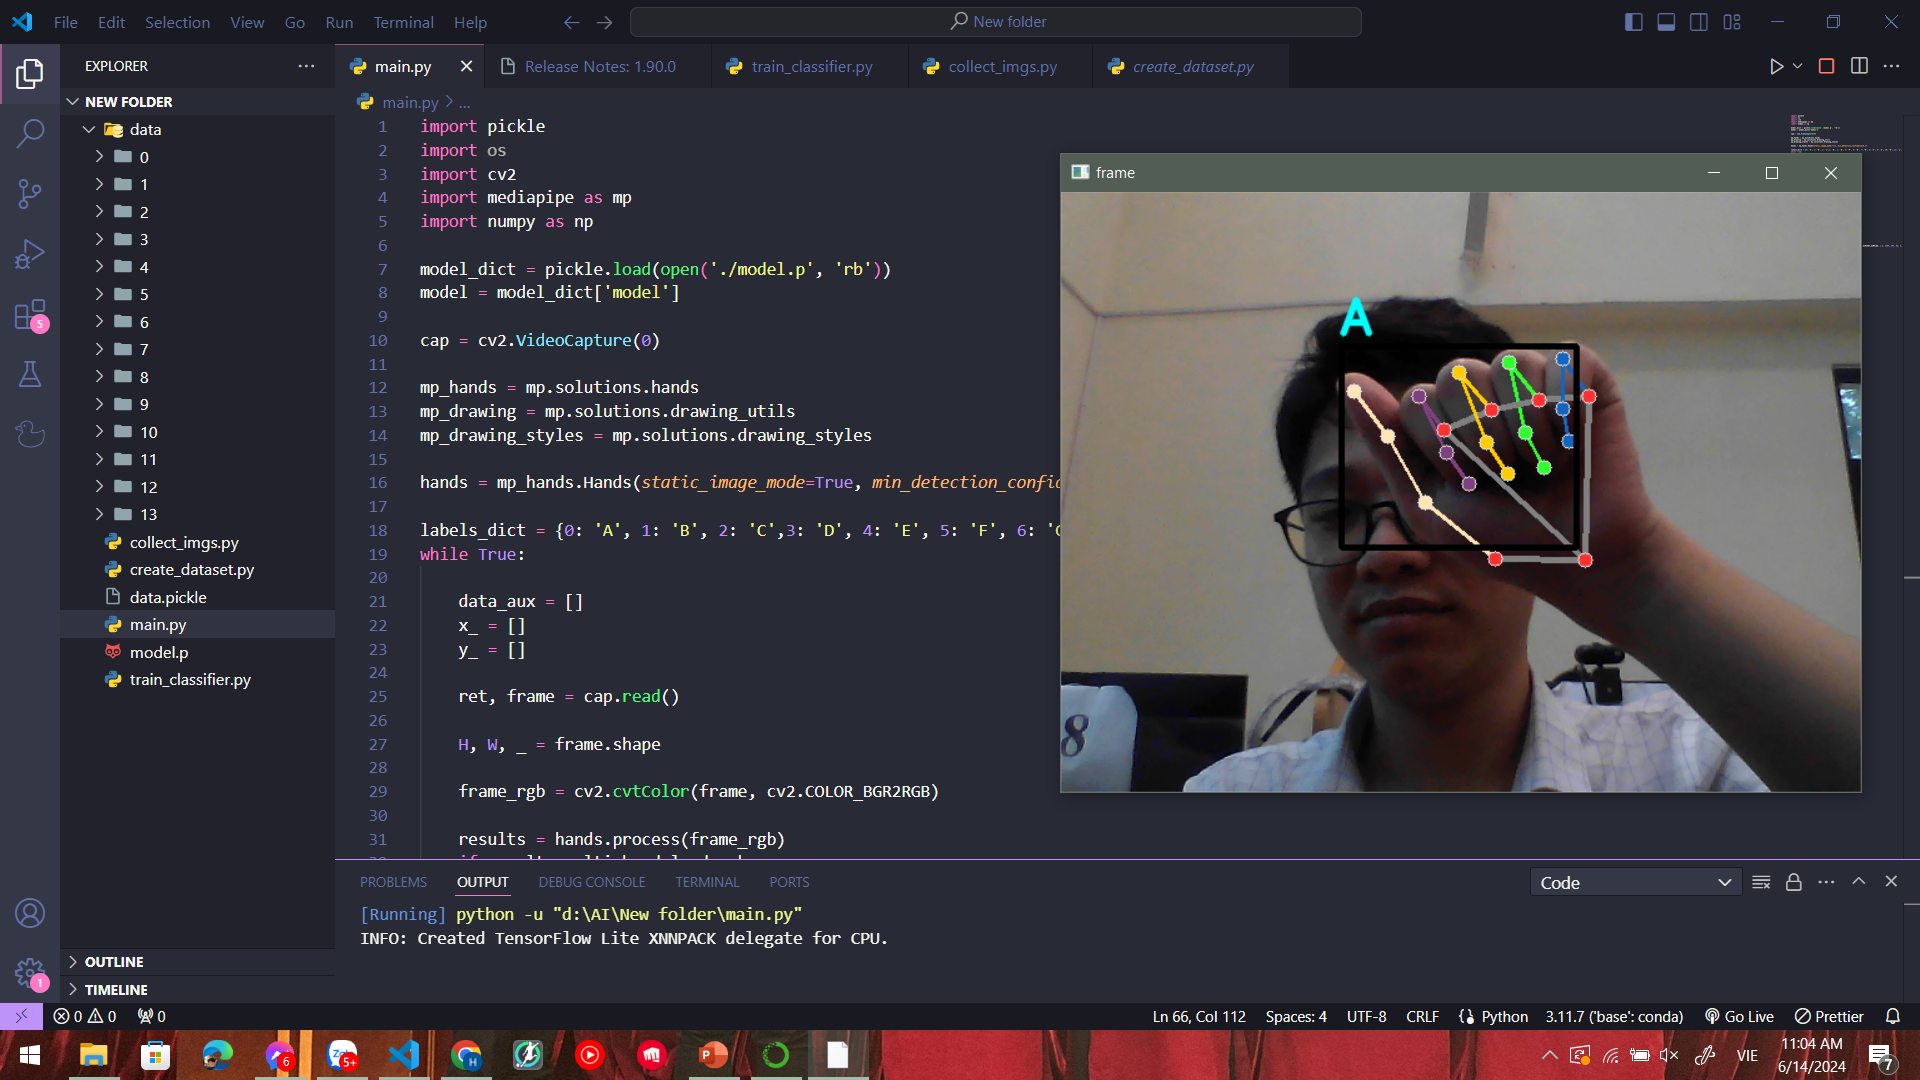 File Edit Selection View Go Run Terminal Help
New folder
EXPLORER
main.py
Release Notes: 1.90.0
train_classifier.py
collect_imgs.py
create_dataset.py
NEW FOLDER
data
0
1
2
3
4
5
6
7
8
9
10
11
12
13
collect_imgs.py
create_dataset.py
data.pickle
main.py
model.p
train_classifier.py
OUTLINE
TIMELINE
5
1
main.py > ...
1 import pickle
2 import os
3 import cv2
4 import mediapipe as mp
5 import numpy as np
6
7 model_dict = pickle.load(open('./model.p', 'rb'))
8 model = model_dict['model']
9
10 cap = cv2.VideoCapture(0)
11
12 mp_hands = mp.solutions.hands
13 mp_drawing = mp.solutions.drawing_utils
14 mp_drawing_styles = mp.solutions.drawing_styles
15
16 hands = mp_hands.Hands(static_image_mode=True, min_detection_confid
17
18 labels_dict = {0: 'A', 1: 'B', 2: 'C',3: 'D', 4: 'E', 5: 'F', 6: 'G
19 while True:
20
21 data_aux = []
22 x_ = []
23 y_ = []
24
25 ret, frame = cap.read()
26
27 H, W, _ = frame.shape
28
29 frame_rgb = cv2.cvtColor(frame, cv2.COLOR_BGR2RGB)
30
31 results = hands.process(frame_rgb)
frame
A
8
PROBLEMS OUTPUT DEBUG CONSOLE TERMINAL PORTS
Code
[Running] python -u "d:\AI\New folder\main.py"
INFO: Created TensorFlow Lite XNNPACK delegate for CPU.
0 0 0
Ln 66, Col 112 Spaces: 4 UTF-8 CRLF Python 3.11.7 ('base': conda) Go Live Prettier
6
5+
VIE
11:04 AM
6/14/2024
7